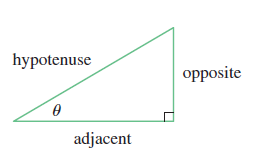 hypotenuse
opposite
θ
adjacent